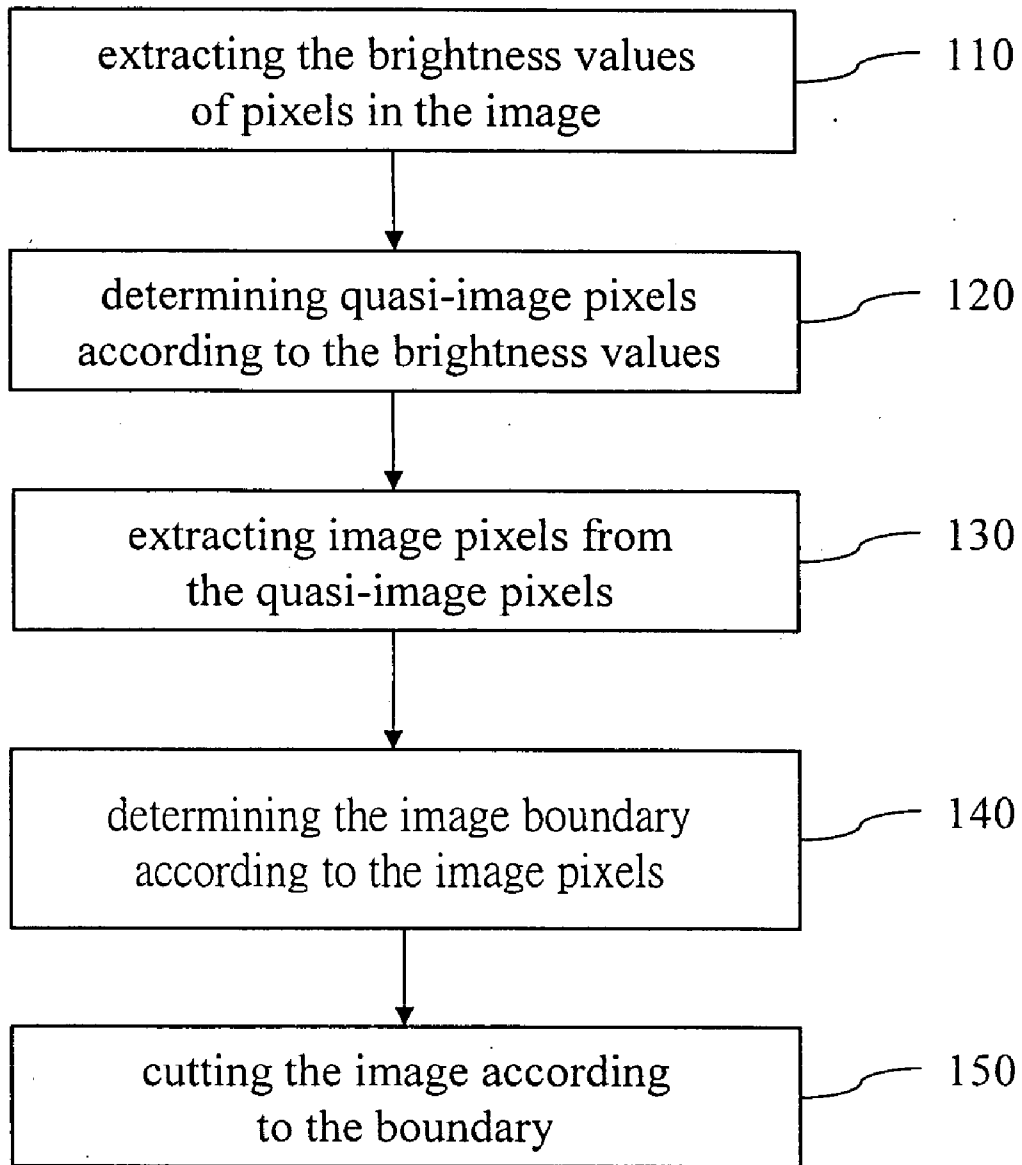 extracting the brightness values
of pixels in the image
110
determining quasi-image pixels
according to the brightness values
120
extracting image pixels from
the quasi-image pixels
130
determining the image boundary
according to the image pixels
140
cutting the image according
to the boundary
150